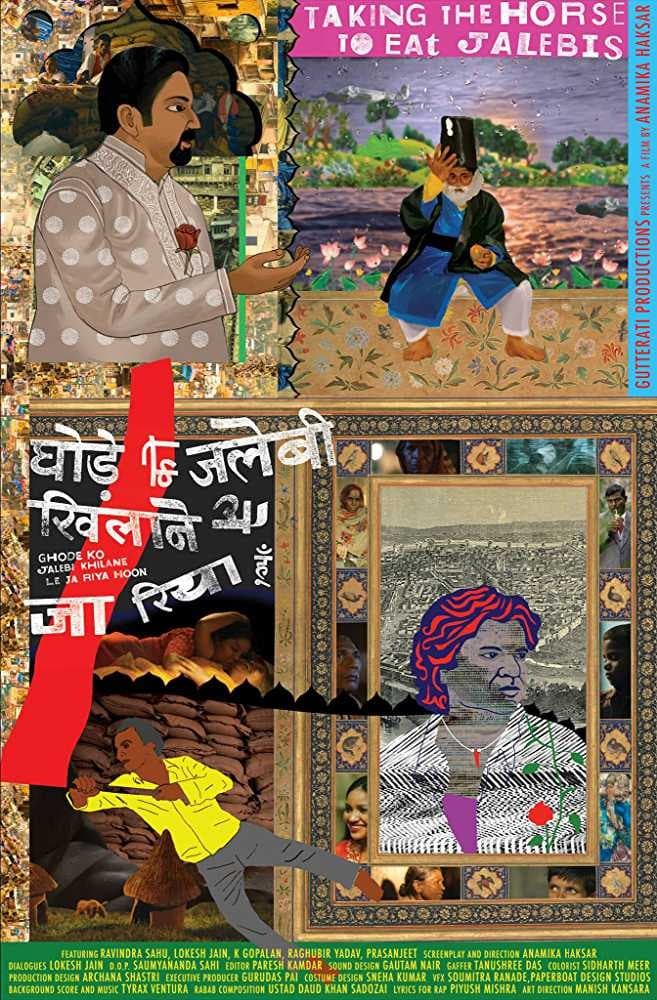 TAKING THE HORSE
TO EAT JALEBIS
GUTTERATI PRODUCTIONS PRESENTS A FILM BY ANAMIKA HAKSAR
घोड़े को जलेबी
खिलाने ले
GHODE KO
JALEBI KHILANE
LE JA RIYA HOON
जा रिया हूँ
FEATURING RAVINDRA SAHU, LOKESH JAIN, K GOPALAN, RAGHUBIR YADAV, PRASANJEET SCREENPLAY AND DIRECTION ANAMIKA HAKSAR
DIALOGUES LOKESH JAIN D.O.P. SAUMYANANDA SAHI EDITOR PARESH KAMDAR SOUND DESIGN GAUTAM NAIR GAFFER TANUSHREE DAS COLORIST SIDHARTH MEER
PRODUCTION DESIGN ARCHANA SHASTRI EXECUTIVE PRODUCER GURUDAS PAI COSTUME DESIGN SNEHA KUMAR VFX SOUMITRA RANADE,PAPERBOAT DESIGN STUDIOS
BACKGROUND SCORE AND MUSIC TYRAX VENTURA RABAB COMPOSITION USTAD DAUD KHAN SADOZAI LYRICS FOR RAP PIYUSH MISHRA ART DIRECTION MANISH KANSARA